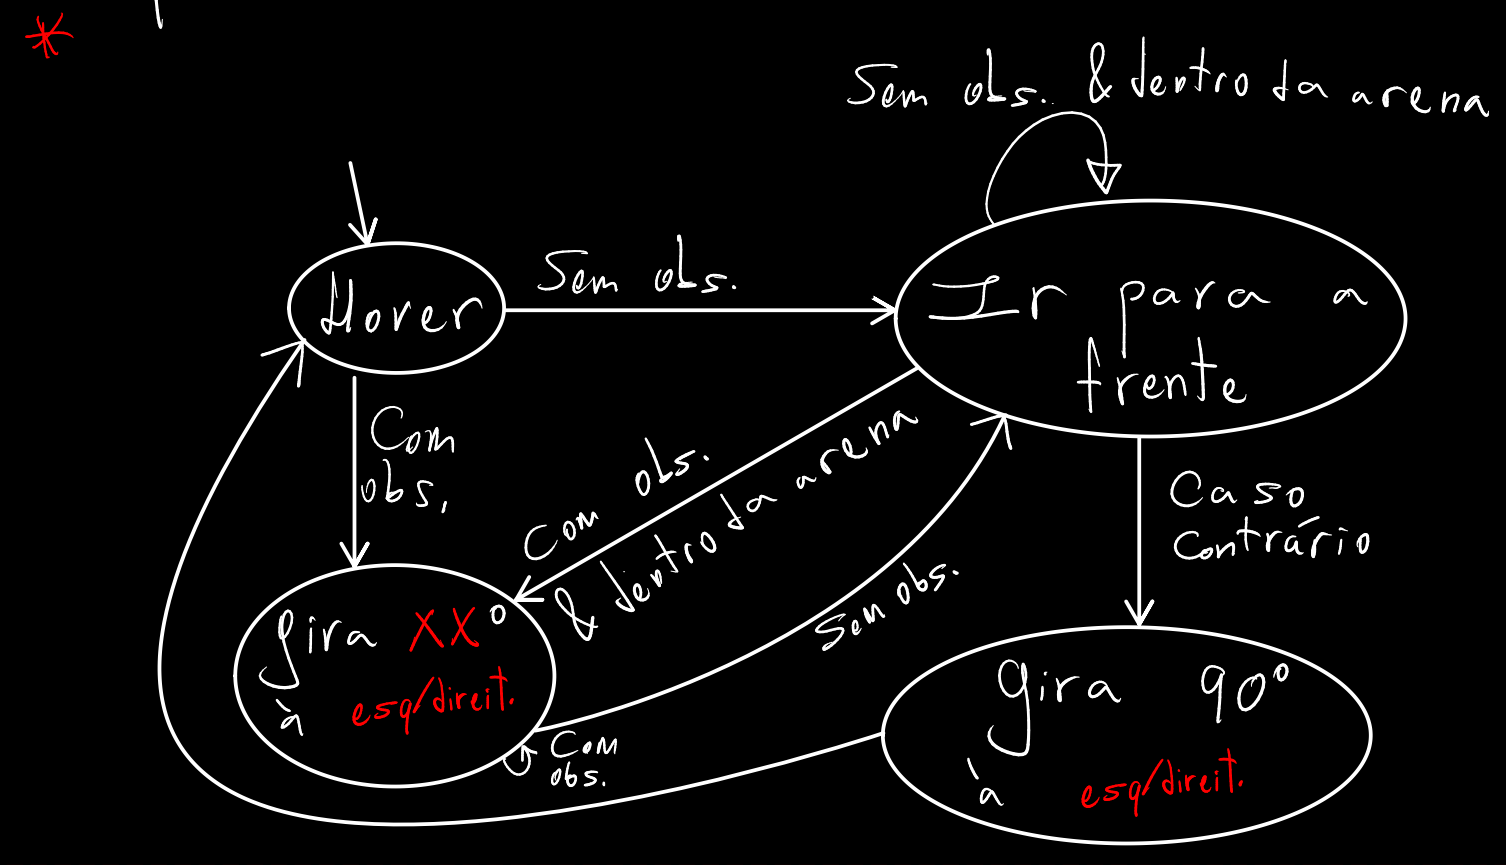 *
Sem obs. & dentro da arena
Hover
Sem obs.
Ir para a
frente
Com
obs.
Com obs.
& dentro da arena
Caso
Contrário
Sem obs.
gira XX°
à esq/direit.
Com
obs.
gira 90°
à esq/direit.